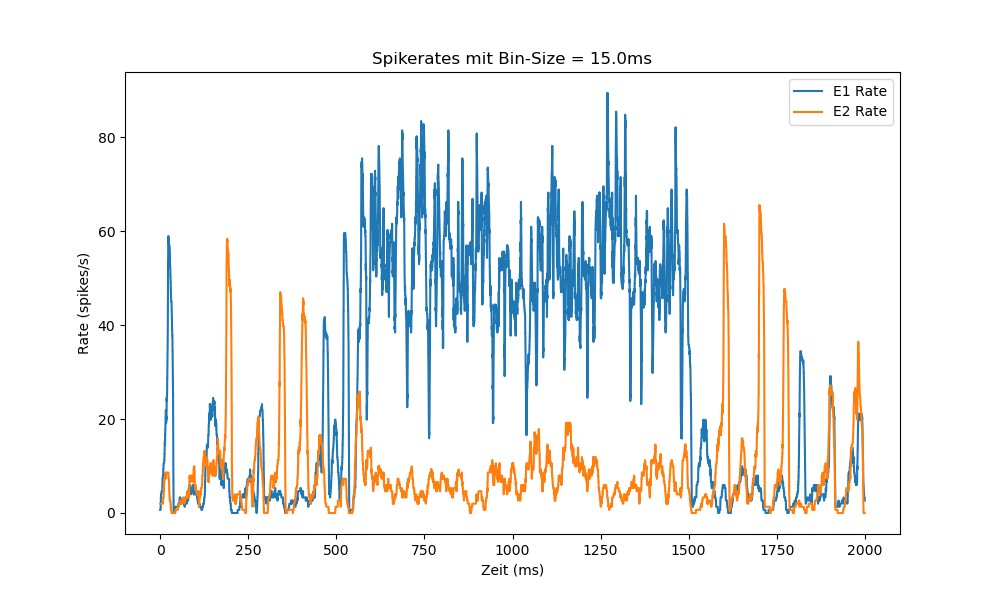 Spikerates mit Bin-Size = 15.0ms
E1 Rate
E2 Rate
Rate (spikes/s)
80
60
40
20
0
0 250 500 750 1000 1250 1500 1750 2000
Zeit (ms)